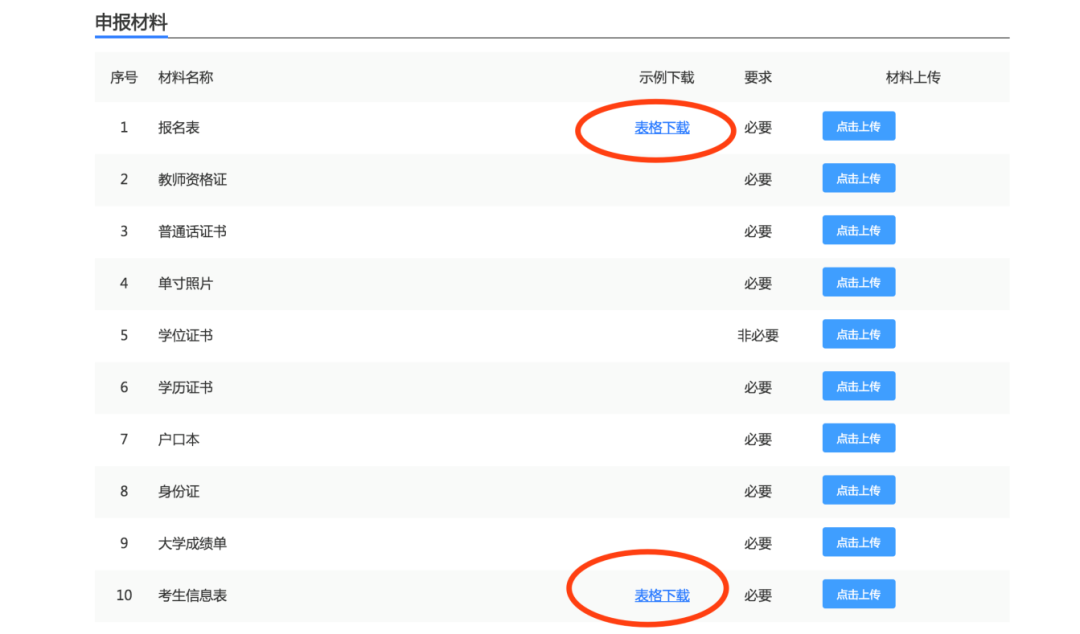 申报材料
序号 材料名称 示例下载 要求 材料上传
1 报名表 表格下载 必要 点击上传
2 教师资格证 必要 点击上传
3 普通话证书 必要 点击上传
4 单寸照片 必要 点击上传
5 学位证书 非必要 点击上传
6 学历证书 必要 点击上传
7 户口本 必要 点击上传
8 身份证 必要 点击上传
9 大学成绩单 必要 点击上传
10 考生信息表 表格下载 必要 点击上传